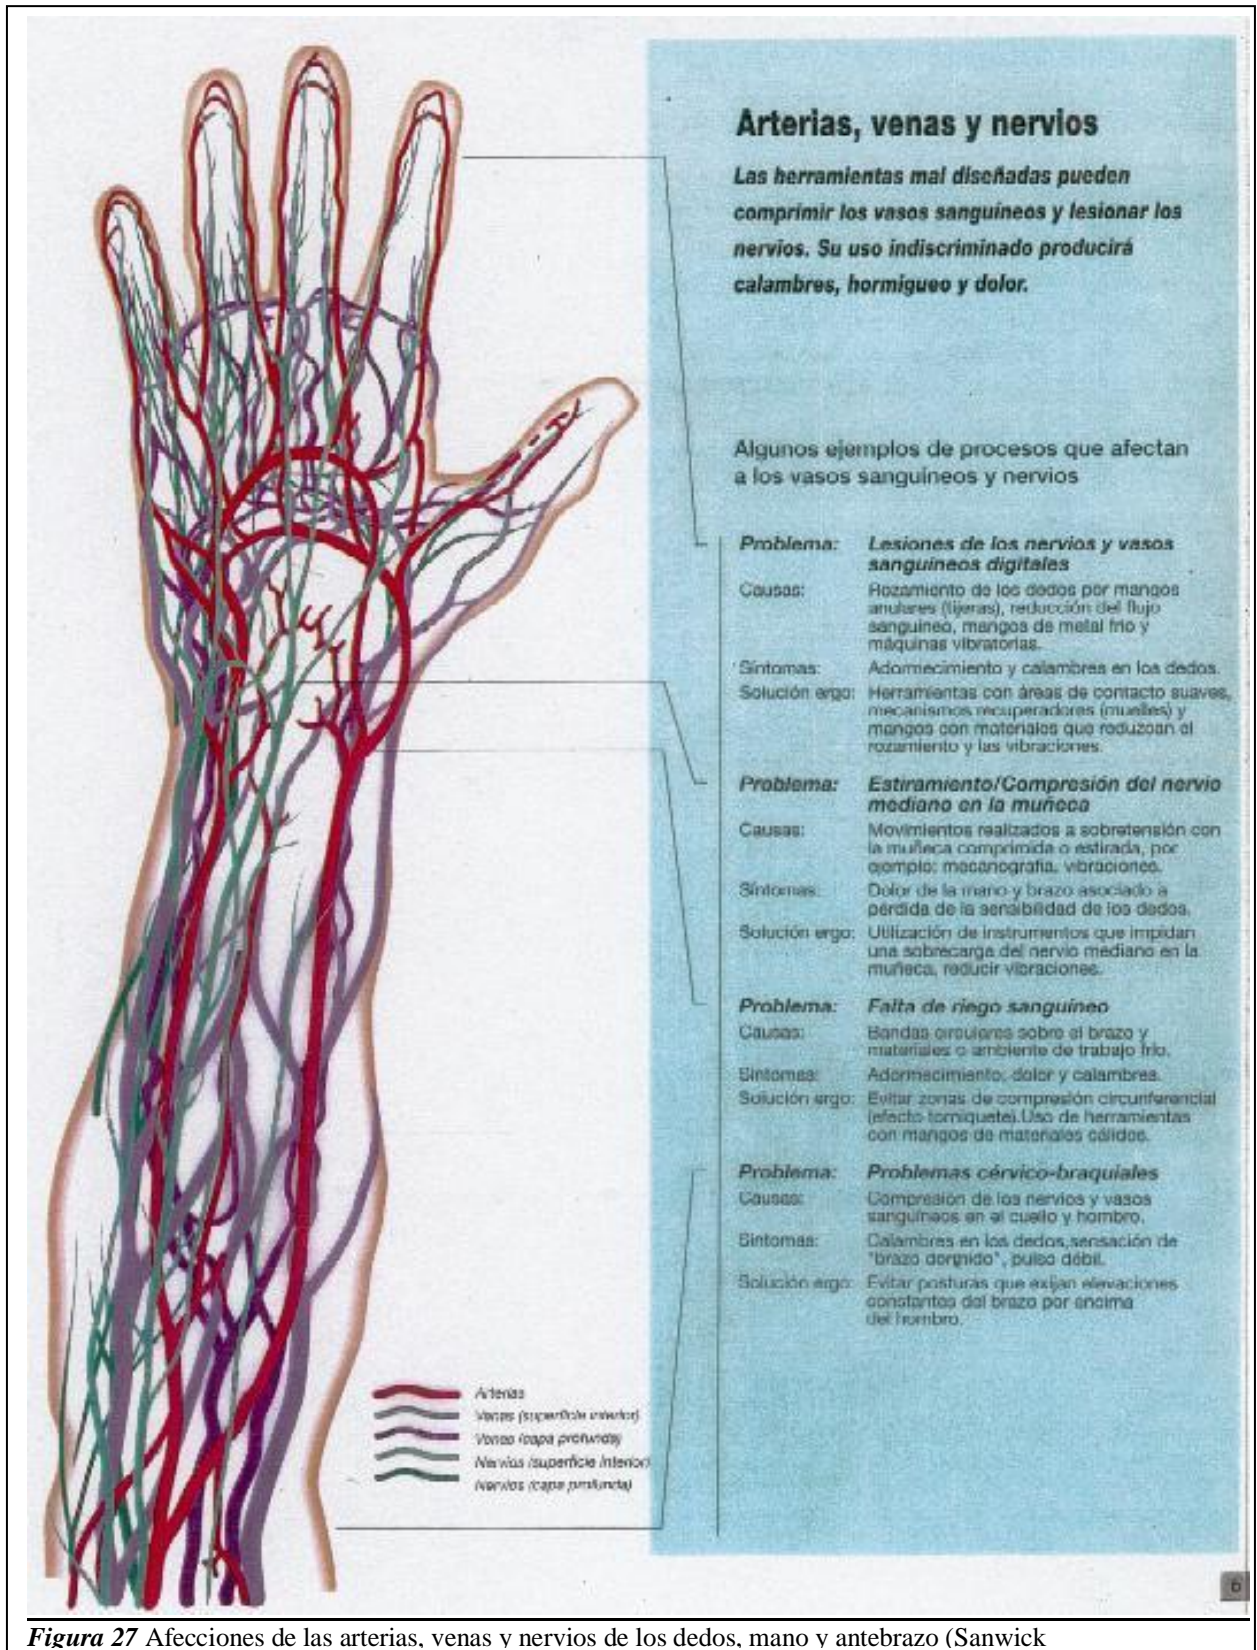 Arterias, venas y nervios
Las herramientas mal diseñadas pueden
comprimir los vasos sanguíneos y lesionar los
nervios. Su uso indiscriminado producirá
calambres, hormigueo y dolor.
Algunos ejemplos de procesos que afectan
a los vasos sanguíneos y nervios
Problema: Lesiones de los nervios y vasos
sanguíneos digitales
Causas: Rozamiento de los dedos por mangos
anulares (tijeras), reducción del flujo
sanguíneo, mangos de metal frío y
máquinas vibratorias.
Síntomas: Adormecimiento y calambres en los dedos.
Solución ergo: Herramientas con áreas de contacto suaves,
mecanismos recuperadores (muelles) y
mangos con materiales que reduzcan el
rozamiento y las vibraciones.
Problema: Estiramiento/Compresión del nervio
mediano en la muñeca
Causas: Movimientos realizados a sobretensión con
la muñeca comprimida o estirada, por
ejemplo: mecanografía, vibraciones.
Síntomas: Dolor de la mano y brazo asociado a
pérdida de la sensibilidad de los dedos.
Solución ergo: Utilización de instrumentos que impidan
una sobrecarga del nervio mediano en la
muñeca, reducir vibraciones.
Problema: Falta de riego sanguíneo
Causas: Bandas circulares sobre el brazo y
materiales o ambiente de trabajo frío.
Síntomas: Adormecimiento, dolor y calambres.
Solución ergo: Evitar zonas de compresión circunferencial
(efecto torniquete).Uso de herramientas
con mangos de materiales cálidos.
Problema: Problemas cérvico-braquiales
Causas: Compresión de los nervios y vasos
sanguíneos en el cuello y hombro.
Síntomas: Calambres en los dedos,sensación de
"brazo dormido", pulso débil.
Solución ergo: Evitar posturas que exijan elevaciones
constantes del brazo por encima
del hombro.
Arterias
Venas (superficie interior)
Venas (capa profunda)
Nervios (superficie interior)
Nervios (capa profunda)
6
Figura 27 Afecciones de las arterias, venas y nervios de los dedos, mano y antebrazo (Sanwick